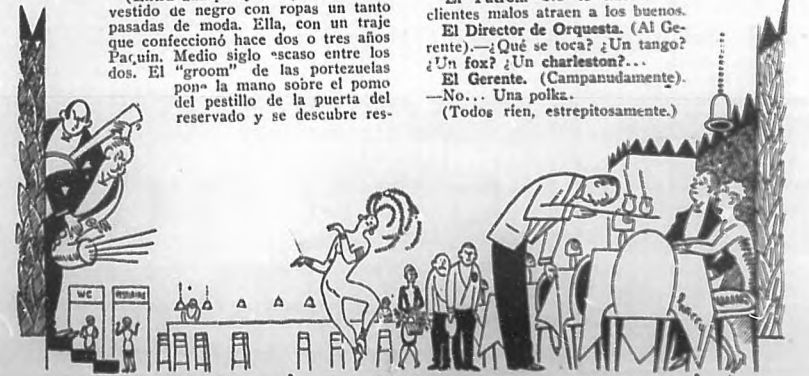 vestido de negro con ropas un tanto
pasadas de moda. Ella, con un traje
que confeccionó hace dos o tres años
Paquin. Medio siglo escaso entre los
dos. El "groom" de las portezuelas
pone la mano sobre el pomo
del pestillo de la puerta del
reservado y se descubre res-
clientes malos atraen a los buenos.
El Director de Orquesta. (Al Ge-
rente).—¿Qué se toca? ¿Un tango?
¿Un fox? ¿Un charleston?...
El Gerente. (Campanudamente).
—No... Una polka.
(Todos ríen, estrepitosamente.)
WC